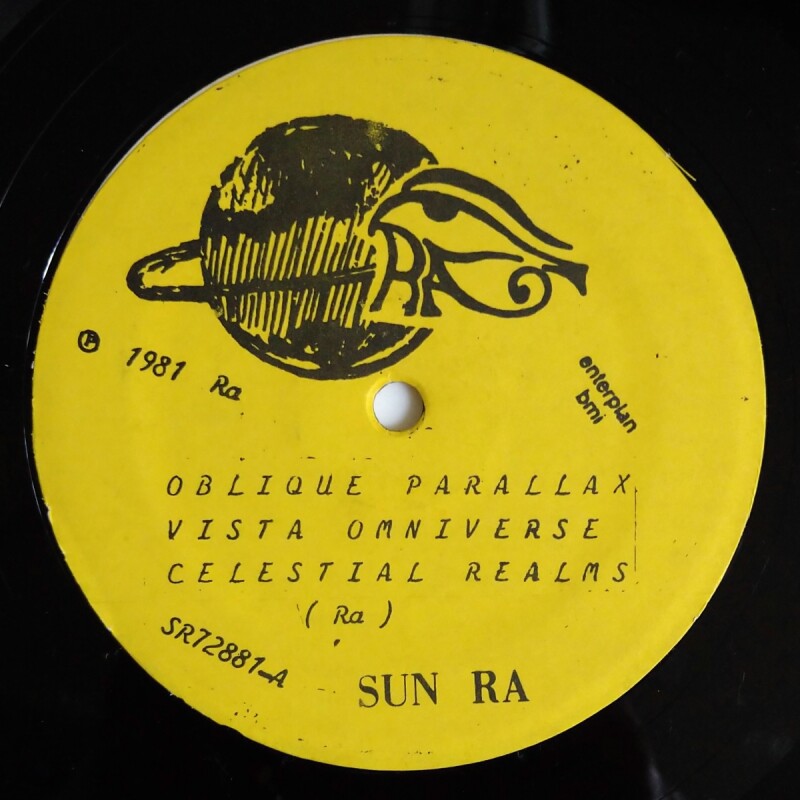 RA
℗ 1981 Ra
enterplan
bmi
OBLIQUE PARALLAX
VISTA OMNIVERSE
CELESTIAL REALMS
( Ra )
SR72881-A
SUN RA